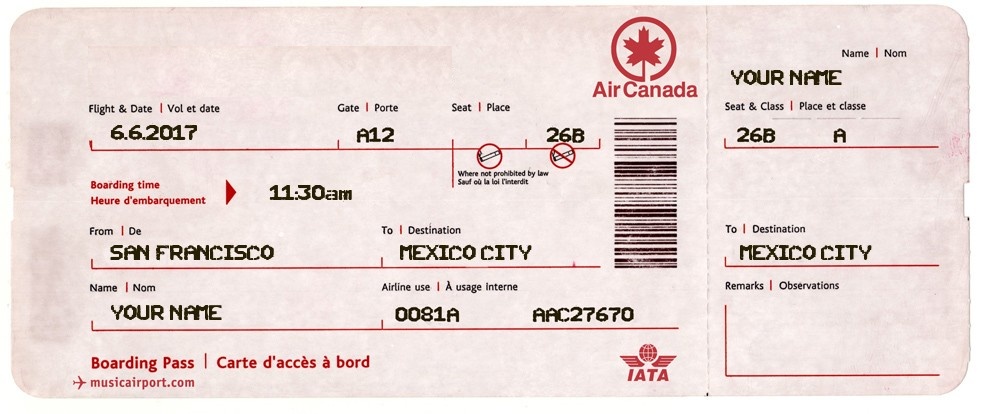 Air Canada
Flight & Date | Vol et date
6.6.2017
Gate | Porte
A12
Seat | Place
26B
Where not prohibited by law
Sauf où la loi l'interdit
Boarding time
Heure d'embarquement
11:30am
From | De
SAN FRANCISCO
To | Destination
MEXICO CITY
Name | Nom
YOUR NAME
Airline use | À usage interne
0081A AAC27670
Boarding Pass | Carte d'accès à bord
musicairport.com
IATA
Name | Nom
YOUR NAME
Seat & Class | Place et classe
26B A
To | Destination
MEXICO CITY
Remarks | Observations